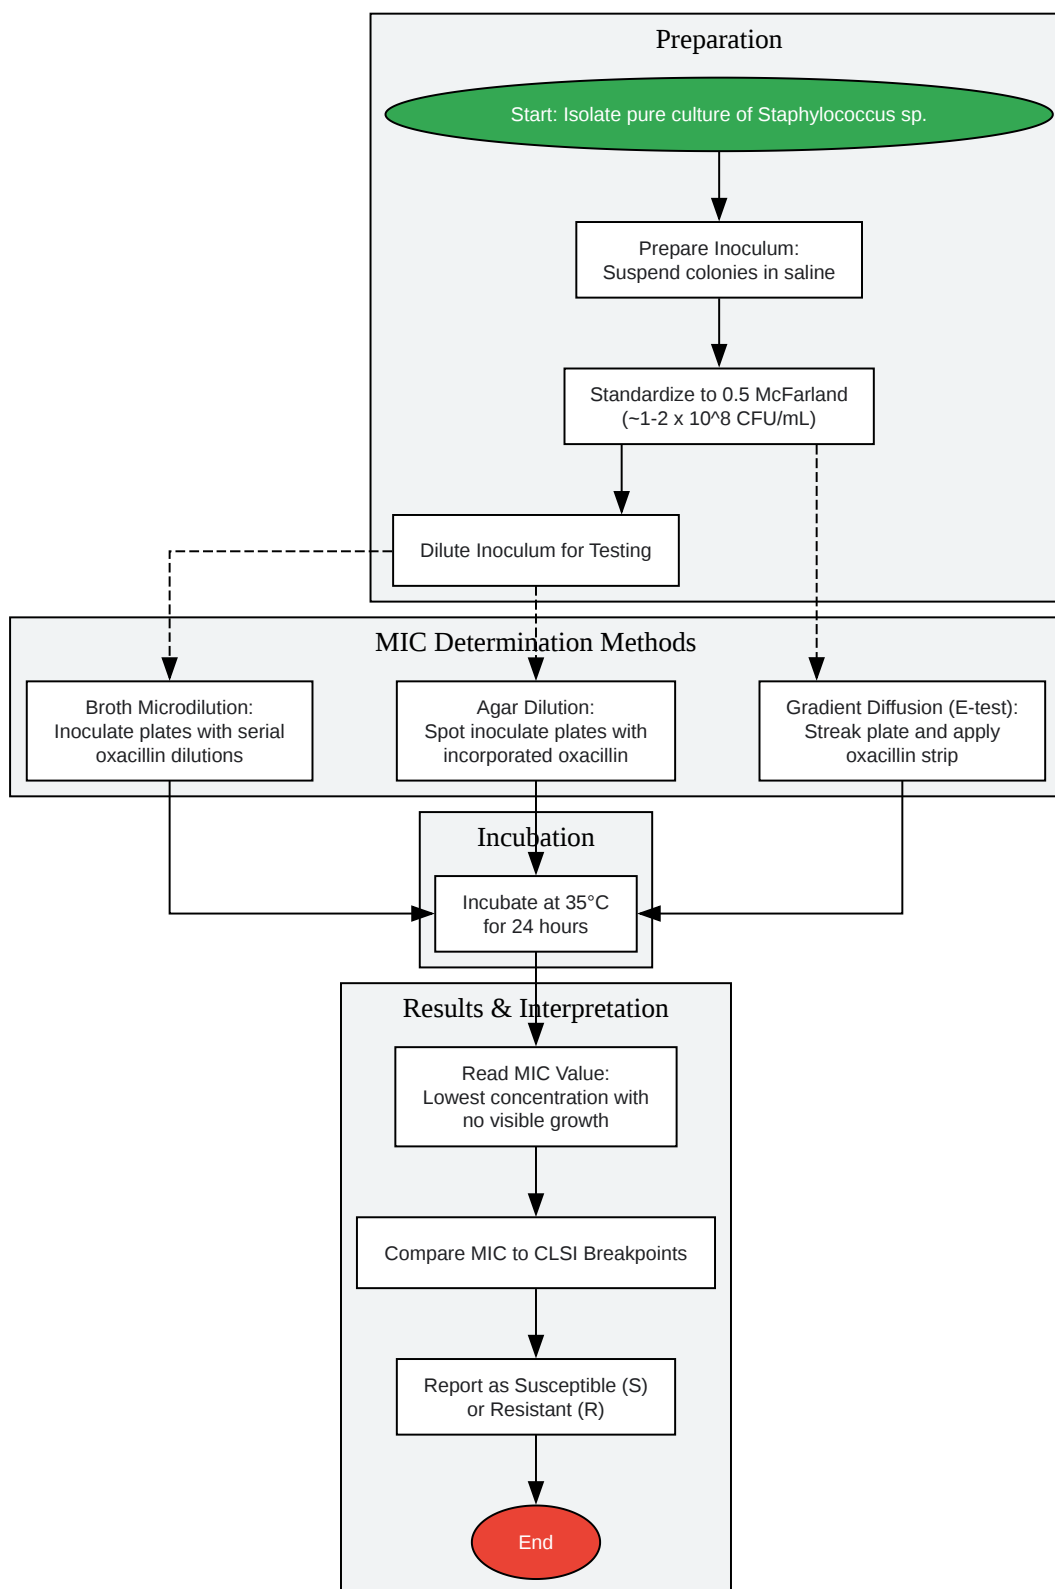 Preparation
Start: Isolate pure culture of Staphylococcus sp.
Prepare Inoculum:
Suspend colonies in saline
Standardize to 0.5 McFarland
(~1-2 x 10^8 CFU/mL)
Dilute Inoculum for Testing
MIC Determination Methods
Broth Microdilution:
Inoculate plates with serial
oxacillin dilutions
Agar Dilution:
Spot inoculate plates with
incorporated oxacillin
Gradient Diffusion (E-test):
Streak plate and apply
oxacillin strip
Incubation
Incubate at 35°C
for 24 hours
Results & Interpretation
Read MIC Value:
Lowest concentration with
no visible growth
Compare MIC to CLSI Breakpoints
Report as Susceptible (S)
or Resistant (R)
End